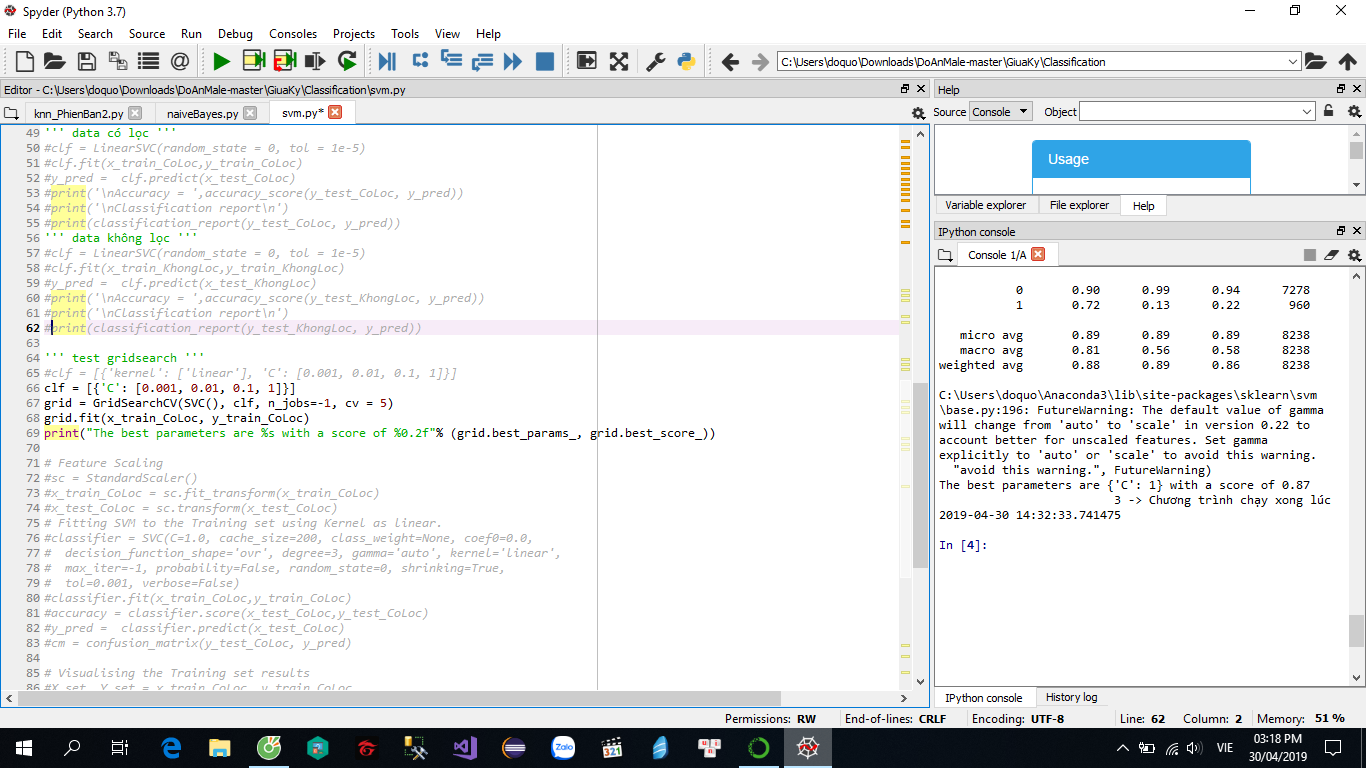 Spyder (Python 3.7)
File Edit Search Source Run Debug Consoles Projects Tools View Help
C:\Users\doquo\Downloads\DoAnMale-master\GiuaKy\Classification
Editor - C:\Users\doquo\Downloads\DoAnMale-master\GiuaKy\Classification\svm.py
knn_PhienBan2.py naiveBayes.py svm.py*
49 ''' data có lọc '''
50 #clf = LinearSVC(random_state = 0, tol = 1e-5)
51 #clf.fit(x_train_CoLoc,y_train_CoLoc)
52 #y_pred =  clf.predict(x_test_CoLoc)
53 #print('\nAccuracy = ',accuracy_score(y_test_CoLoc, y_pred))
54 #print('\nClassification report\n')
55 #print(classification_report(y_test_CoLoc, y_pred))
56 ''' data không lọc '''
57 #clf = LinearSVC(random_state = 0, tol = 1e-5)
58 #clf.fit(x_train_KhongLoc,y_train_KhongLoc)
59 #y_pred =  clf.predict(x_test_KhongLoc)
60 #print('\nAccuracy = ',accuracy_score(y_test_KhongLoc, y_pred))
61 #print('\nClassification report\n')
62 #print(classification_report(y_test_KhongLoc, y_pred))
63
64 ''' test gridsearch '''
65 #clf = [{'kernel': ['linear'], 'C': [0.001, 0.01, 0.1, 1]}]
66 clf = [{'C': [0.001, 0.01, 0.1, 1]}]
67 grid = GridSearchCV(SVC(), clf, n_jobs=-1, cv = 5)
68 grid.fit(x_train_CoLoc, y_train_CoLoc)
69 print("The best parameters are %s with a score of %0.2f"% (grid.best_params_, grid.best_score_))
70
71 # Feature Scaling
72 #sc = StandardScaler()
73 #x_train_CoLoc = sc.fit_transform(x_train_CoLoc)
74 #x_test_CoLoc = sc.transform(x_test_CoLoc)
75 # Fitting SVM to the Training set using Kernel as linear.
76 #classifier = SVC(C=1.0, cache_size=200, class_weight=None, coef0=0.0,
77 #  decision_function_shape='ovr', degree=3, gamma='auto', kernel='linear',
78 #  max_iter=-1, probability=False, random_state=0, shrinking=True,
79 #  tol=0.001, verbose=False)
80 #classifier.fit(x_train_CoLoc,y_train_CoLoc)
81 #accuracy = classifier.score(x_test_CoLoc,y_test_CoLoc)
82 #y_pred =  classifier.predict(x_test_CoLoc)
83 #cm = confusion_matrix(y_test_CoLoc, y_pred)
84
85 # Visualising the Training set results
86 #X_set, Y_set = x_train_CoLoc, y_train_CoLoc
Help
Source Console Object
Usage
Variable explorer File explorer Help
IPython console
Console 1/A
0 0.90 0.99 0.94 7278
1 0.72 0.13 0.22 960
micro avg 0.89 0.89 0.89 8238
macro avg 0.81 0.56 0.58 8238
weighted avg 0.88 0.89 0.86 8238
C:\Users\doquo\Anaconda3\lib\site-packages\sklearn\svm
\base.py:196: FutureWarning: The default value of gamma
will change from 'auto' to 'scale' in version 0.22 to
account better for unscaled features. Set gamma
explicitly to 'auto' or 'scale' to avoid this warning.
"avoid this warning.", FutureWarning)
The best parameters are {'C': 1} with a score of 0.87
3 -> Chương trình chạy xong lúc
2019-04-30 14:32:33.741475
In [4]:
IPython console History log
Permissions: RW End-of-lines: CRLF Encoding: UTF-8 Line: 62 Column: 2 Memory: 51 %
Zalo 321 VIE 03:18 PM
30/04/2019